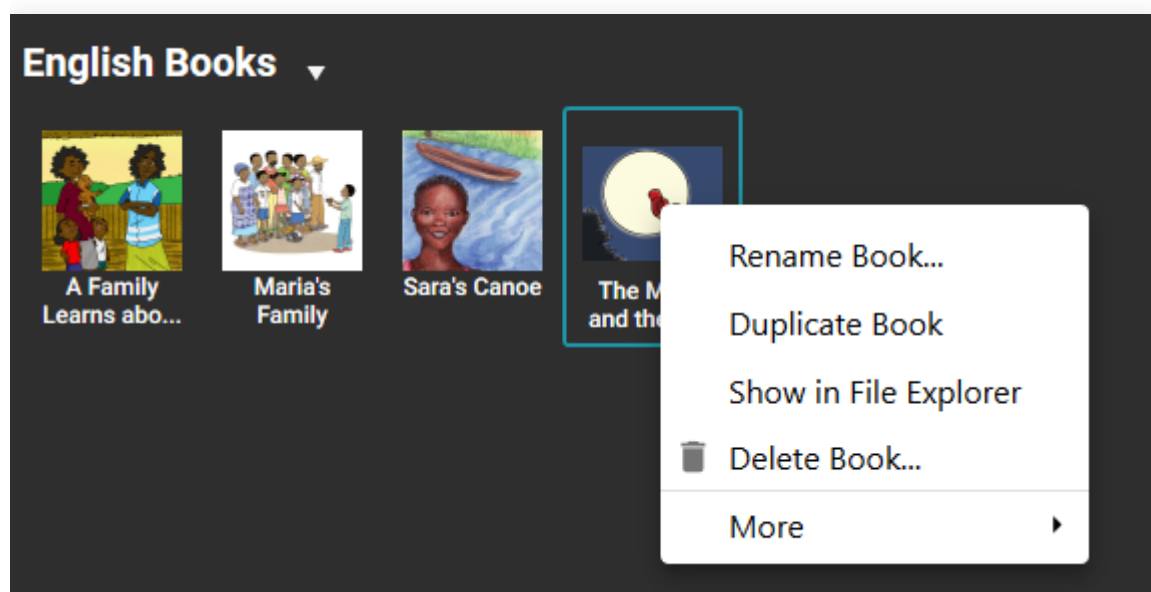 English Books
A Family
Learns abo...
Maria's
Family
Sara's Canoe
The M
and the
Rename Book...
Duplicate Book
Show in File Explorer
Delete Book...
More